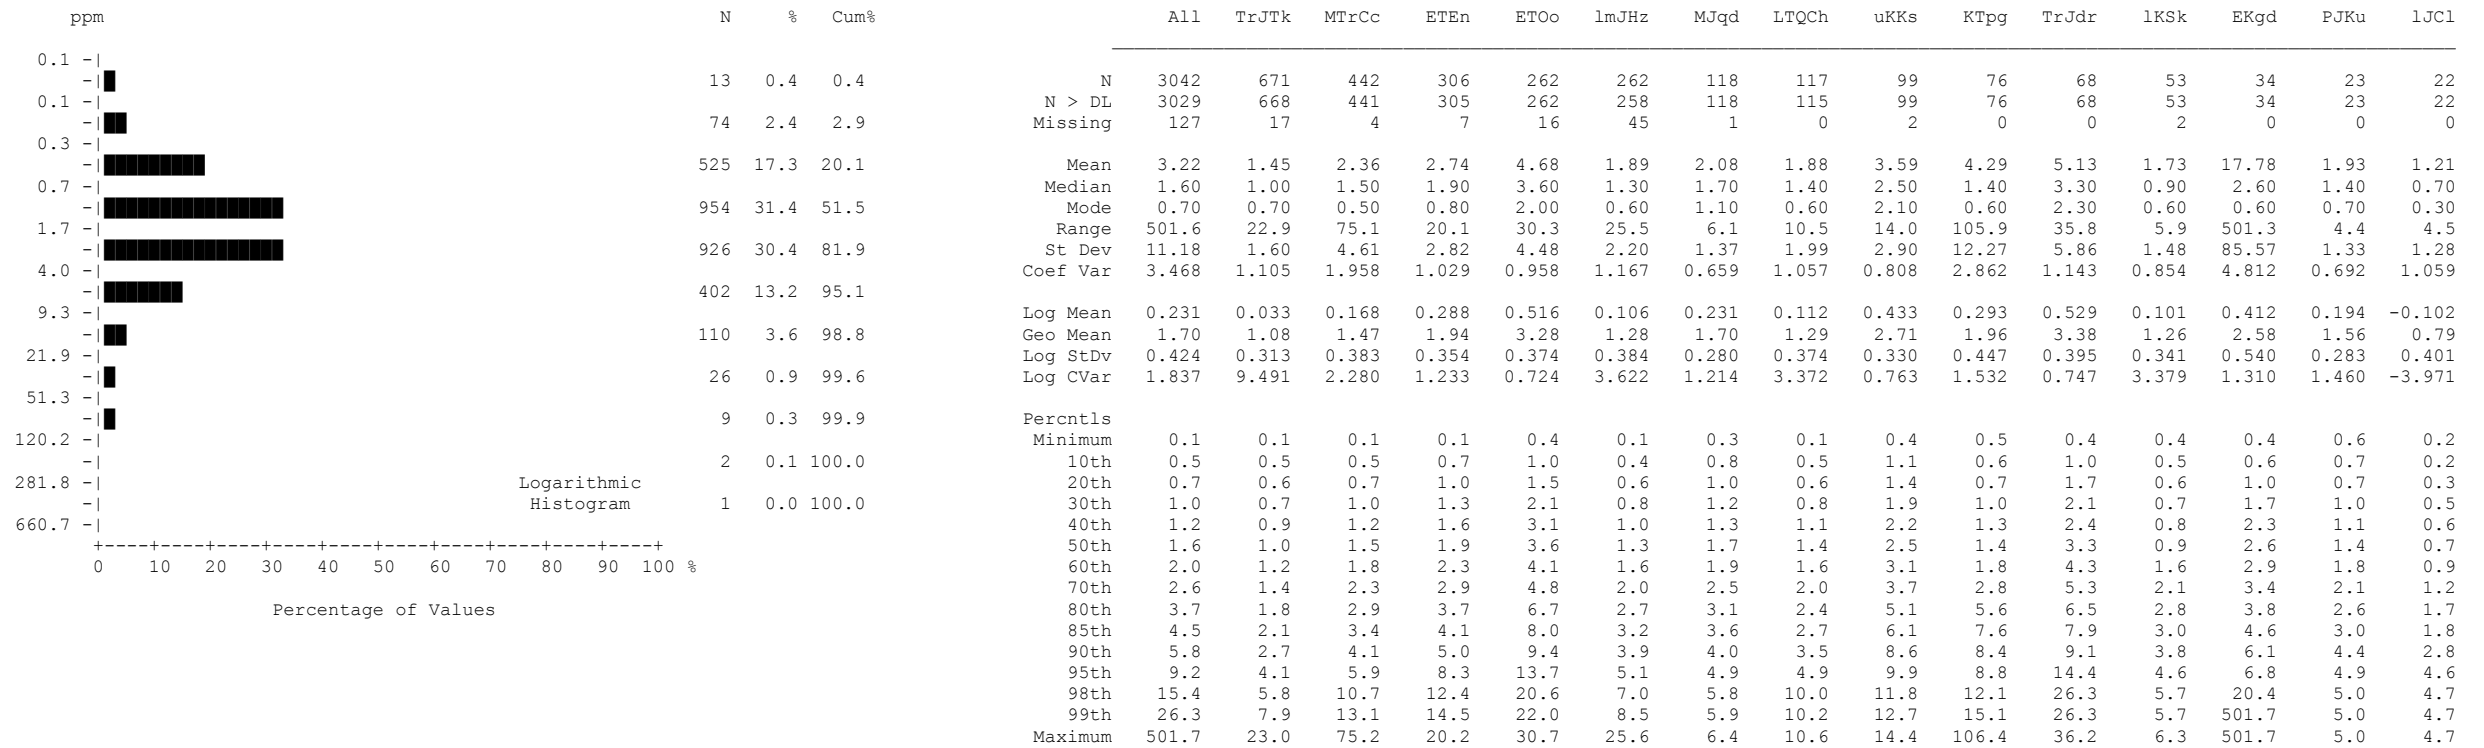 ppm N % Cum% All TrJTk MTrCc ETEn ETOo lmJHz MJqd LTQCh uKKs KTpg TrJdr lKSk EKgd PJKu lJCl
0.1 -|
-| 13 0.4 0.4 N 3042 671 442 306 262 262 118 117 99 76 68 53 34 23 22
0.1 -| N > DL 3029 668 441 305 262 258 118 115 99 76 68 53 34 23 22
-| 74 2.4 2.9 Missing 127 17 4 7 16 45 1 0 2 0 0 2 0 0 0
0.3 -|
-| 525 17.3 20.1 Mean 3.22 1.45 2.36 2.74 4.68 1.89 2.08 1.88 3.59 4.29 5.13 1.73 17.78 1.93 1.21
0.7 -| Median 1.60 1.00 1.50 1.90 3.60 1.30 1.70 1.40 2.50 1.40 3.30 0.90 2.60 1.40 0.70
-| 954 31.4 51.5 Mode 0.70 0.70 0.50 0.80 2.00 0.60 1.10 0.60 2.10 0.60 2.30 0.60 0.60 0.70 0.30
1.7 -| Range 501.6 22.9 75.1 20.1 30.3 25.5 6.1 10.5 14.0 105.9 35.8 5.9 501.3 4.4 4.5
-| 926 30.4 81.9 St Dev 11.18 1.60 4.61 2.82 4.48 2.20 1.37 1.99 2.90 12.27 5.86 1.48 85.57 1.33 1.28
4.0 -| Coef Var 3.468 1.105 1.958 1.029 0.958 1.167 0.659 1.057 0.808 2.862 1.143 0.854 4.812 0.692 1.059
-| 402 13.2 95.1
9.3 -| Log Mean 0.231 0.033 0.168 0.288 0.516 0.106 0.231 0.112 0.433 0.293 0.529 0.101 0.412 0.194 -0.102
-| 110 3.6 98.8 Geo Mean 1.70 1.08 1.47 1.94 3.28 1.28 1.70 1.29 2.71 1.96 3.38 1.26 2.58 1.56 0.79
21.9 -| Log StDv 0.424 0.313 0.383 0.354 0.374 0.384 0.280 0.374 0.330 0.447 0.395 0.341 0.540 0.283 0.401
-| 26 0.9 99.6 Log CVar 1.837 9.491 2.280 1.233 0.724 3.622 1.214 3.372 0.763 1.532 0.747 3.379 1.310 1.460 -3.971
51.3 -|
-| 9 0.3 99.9 Percntls
120.2 -| Minimum 0.1 0.1 0.1 0.1 0.4 0.1 0.3 0.1 0.4 0.5 0.4 0.4 0.4 0.6 0.2
-| 2 0.1 100.0 10th 0.5 0.5 0.5 0.7 1.0 0.4 0.8 0.5 1.1 0.6 1.0 0.5 0.6 0.7 0.2
281.8 -| Logarithmic 20th 0.7 0.6 0.7 1.0 1.5 0.6 1.0 0.6 1.4 0.7 1.7 0.6 1.0 0.7 0.3
-| Histogram 1 0.0 100.0 30th 1.0 0.7 1.0 1.3 2.1 0.8 1.2 0.8 1.9 1.0 2.1 0.7 1.7 1.0 0.5
660.7 -| 40th 1.2 0.9 1.2 1.6 3.1 1.0 1.3 1.1 2.2 1.3 2.4 0.8 2.3 1.1 0.6
+----+----+----+----+----+----+----+----+----+----+ 50th 1.6 1.0 1.5 1.9 3.6 1.3 1.7 1.4 2.5 1.4 3.3 0.9 2.6 1.4 0.7
0 10 20 30 40 50 60 70 80 90 100 % 60th 2.0 1.2 1.8 2.3 4.1 1.6 1.9 1.6 3.1 1.8 4.3 1.6 2.9 1.8 0.9
70th 2.6 1.4 2.3 2.9 4.8 2.0 2.5 2.0 3.7 2.8 5.3 2.1 3.4 2.1 1.2
Percentage of Values 80th 3.7 1.8 2.9 3.7 6.7 2.7 3.1 2.4 5.1 5.6 6.5 2.8 3.8 2.6 1.7
85th 4.5 2.1 3.4 4.1 8.0 3.2 3.6 2.7 6.1 7.6 7.9 3.0 4.6 3.0 1.8
90th 5.8 2.7 4.1 5.0 9.4 3.9 4.0 3.5 8.6 8.4 9.1 3.8 6.1 4.4 2.8
95th 9.2 4.1 5.9 8.3 13.7 5.1 4.9 4.9 9.9 8.8 14.4 4.6 6.8 4.9 4.6
98th 15.4 5.8 10.7 12.4 20.6 7.0 5.8 10.0 11.8 12.1 26.3 5.7 20.4 5.0 4.7
99th 26.3 7.9 13.1 14.5 22.0 8.5 5.9 10.2 12.7 15.1 26.3 5.7 501.7 5.0 4.7
Maximum 501.7 23.0 75.2 20.2 30.7 25.6 6.4 10.6 14.4 106.4 36.2 6.3 501.7 5.0 4.7